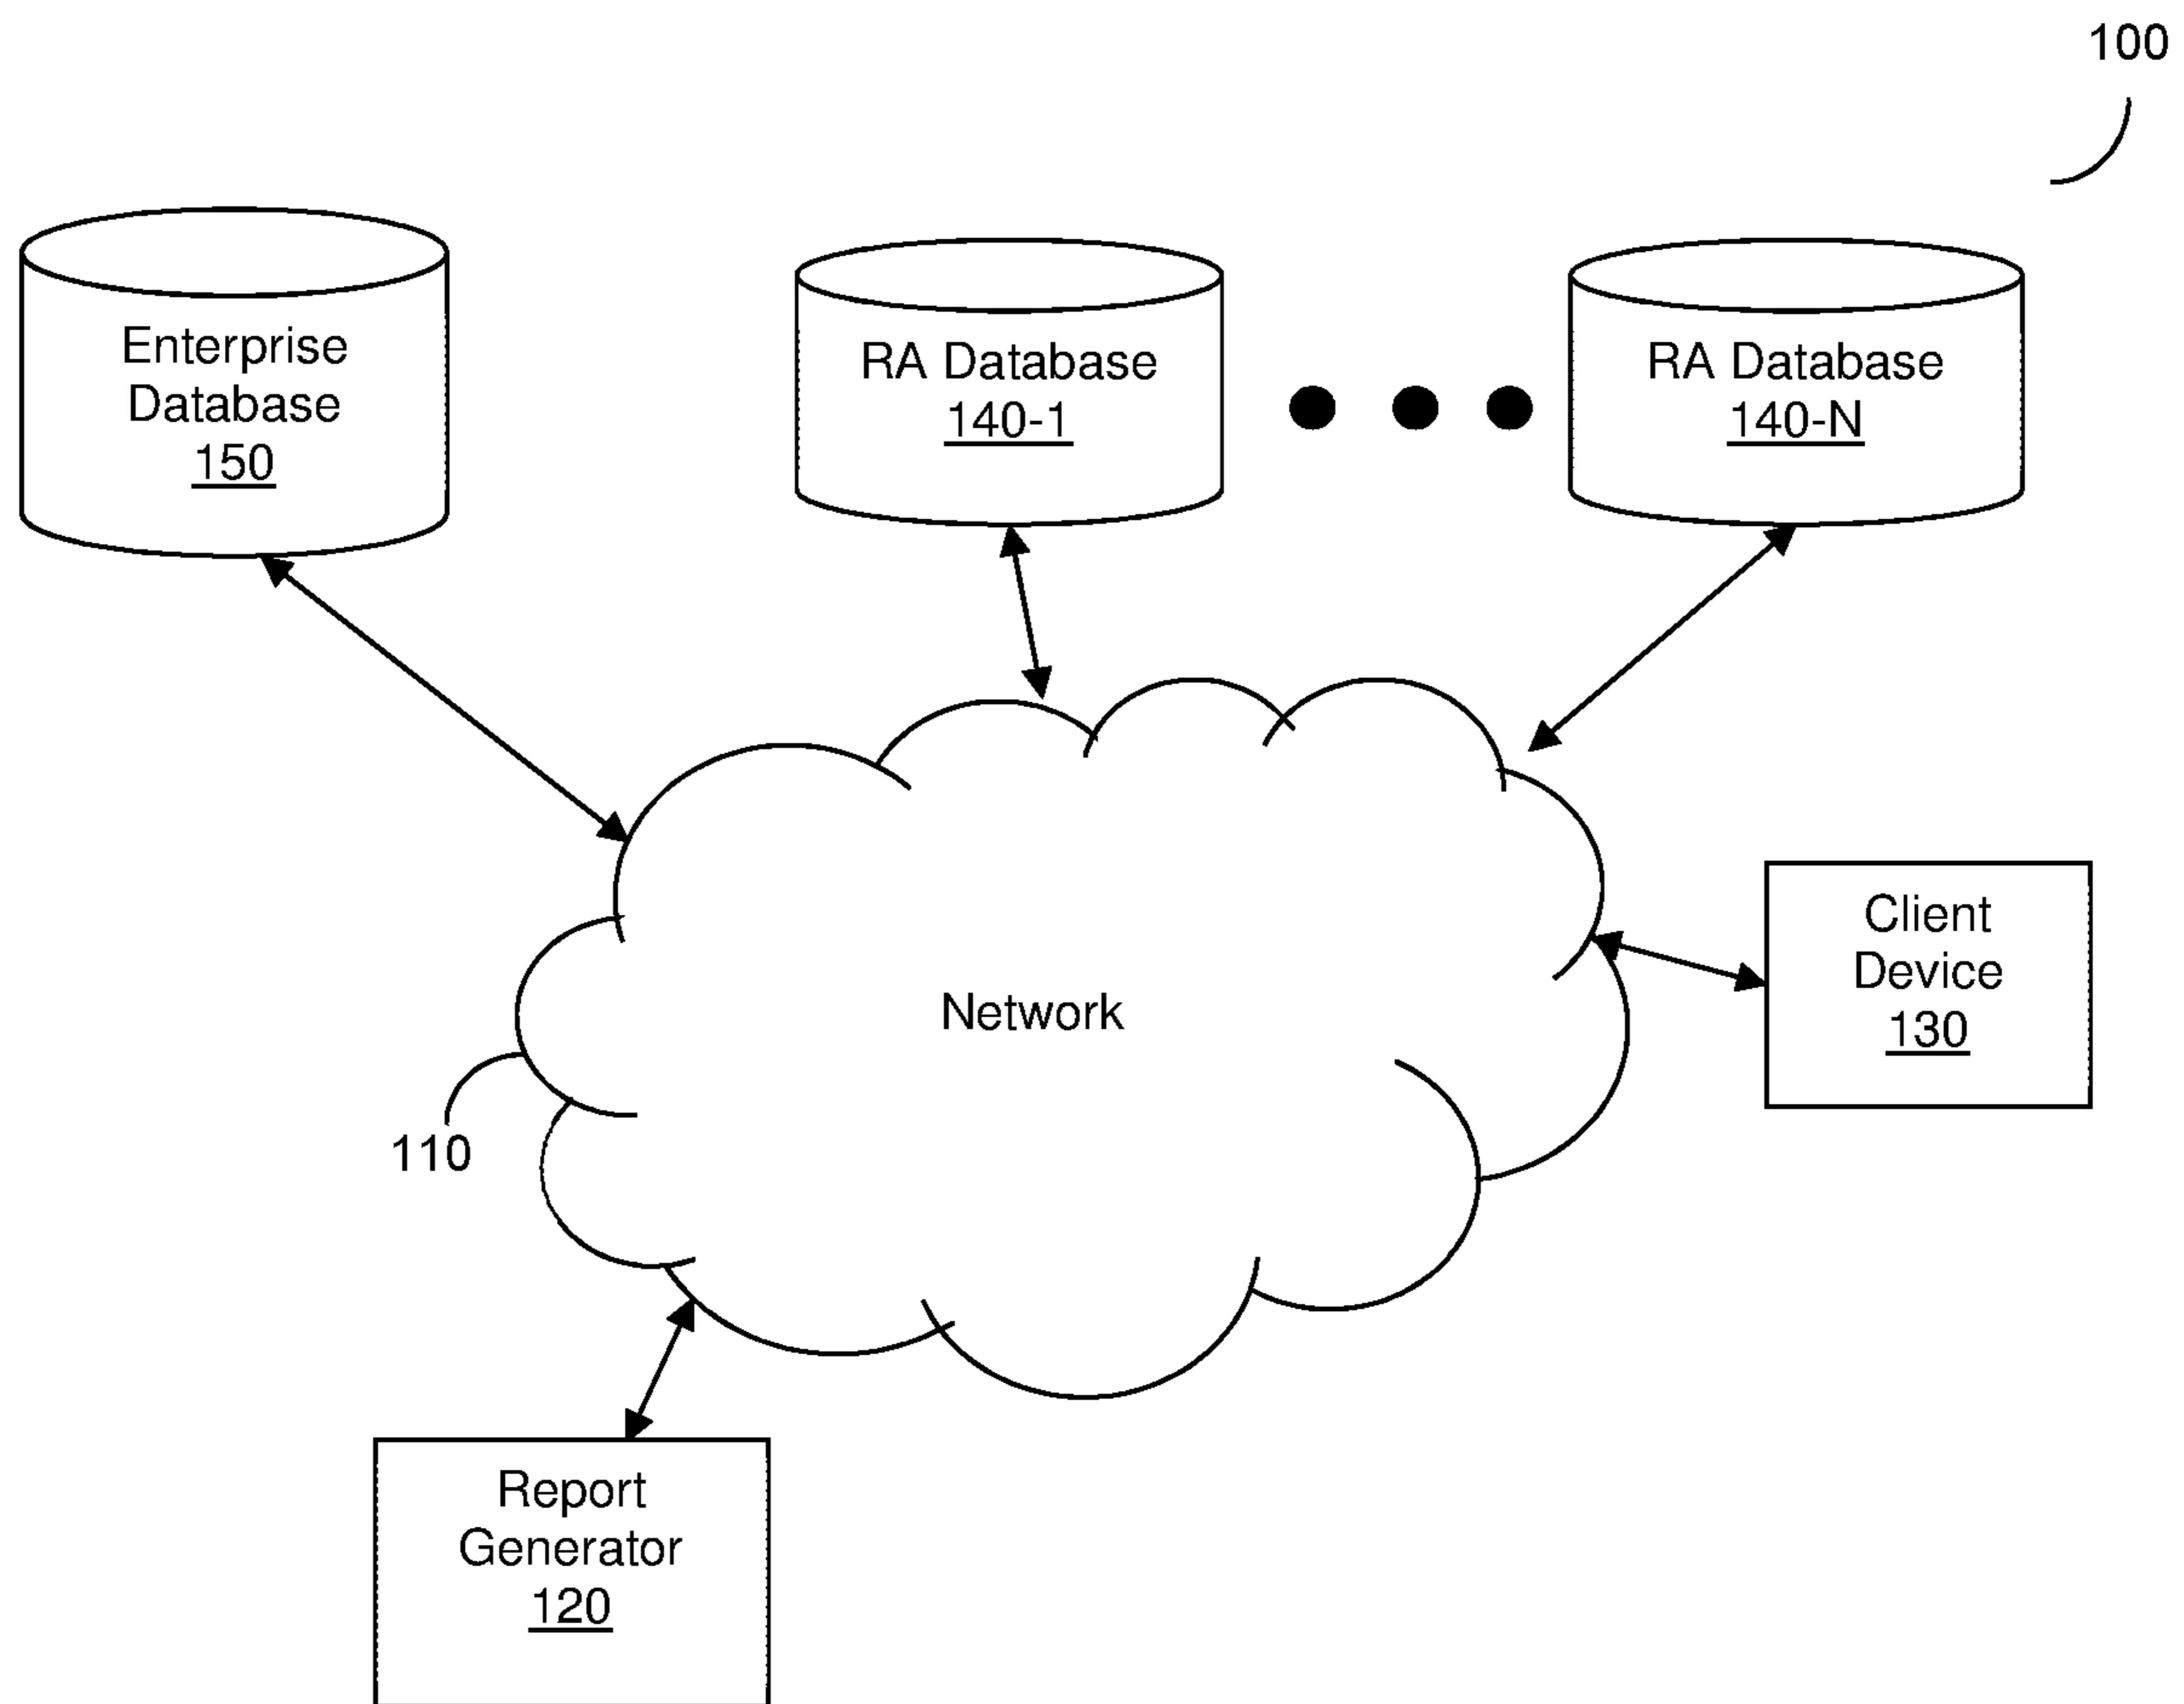 100
Enterprise
Database
150
RA Database
140-1
RA Database
140-N
Network
Client
Device
130
110
Report
Generator
120